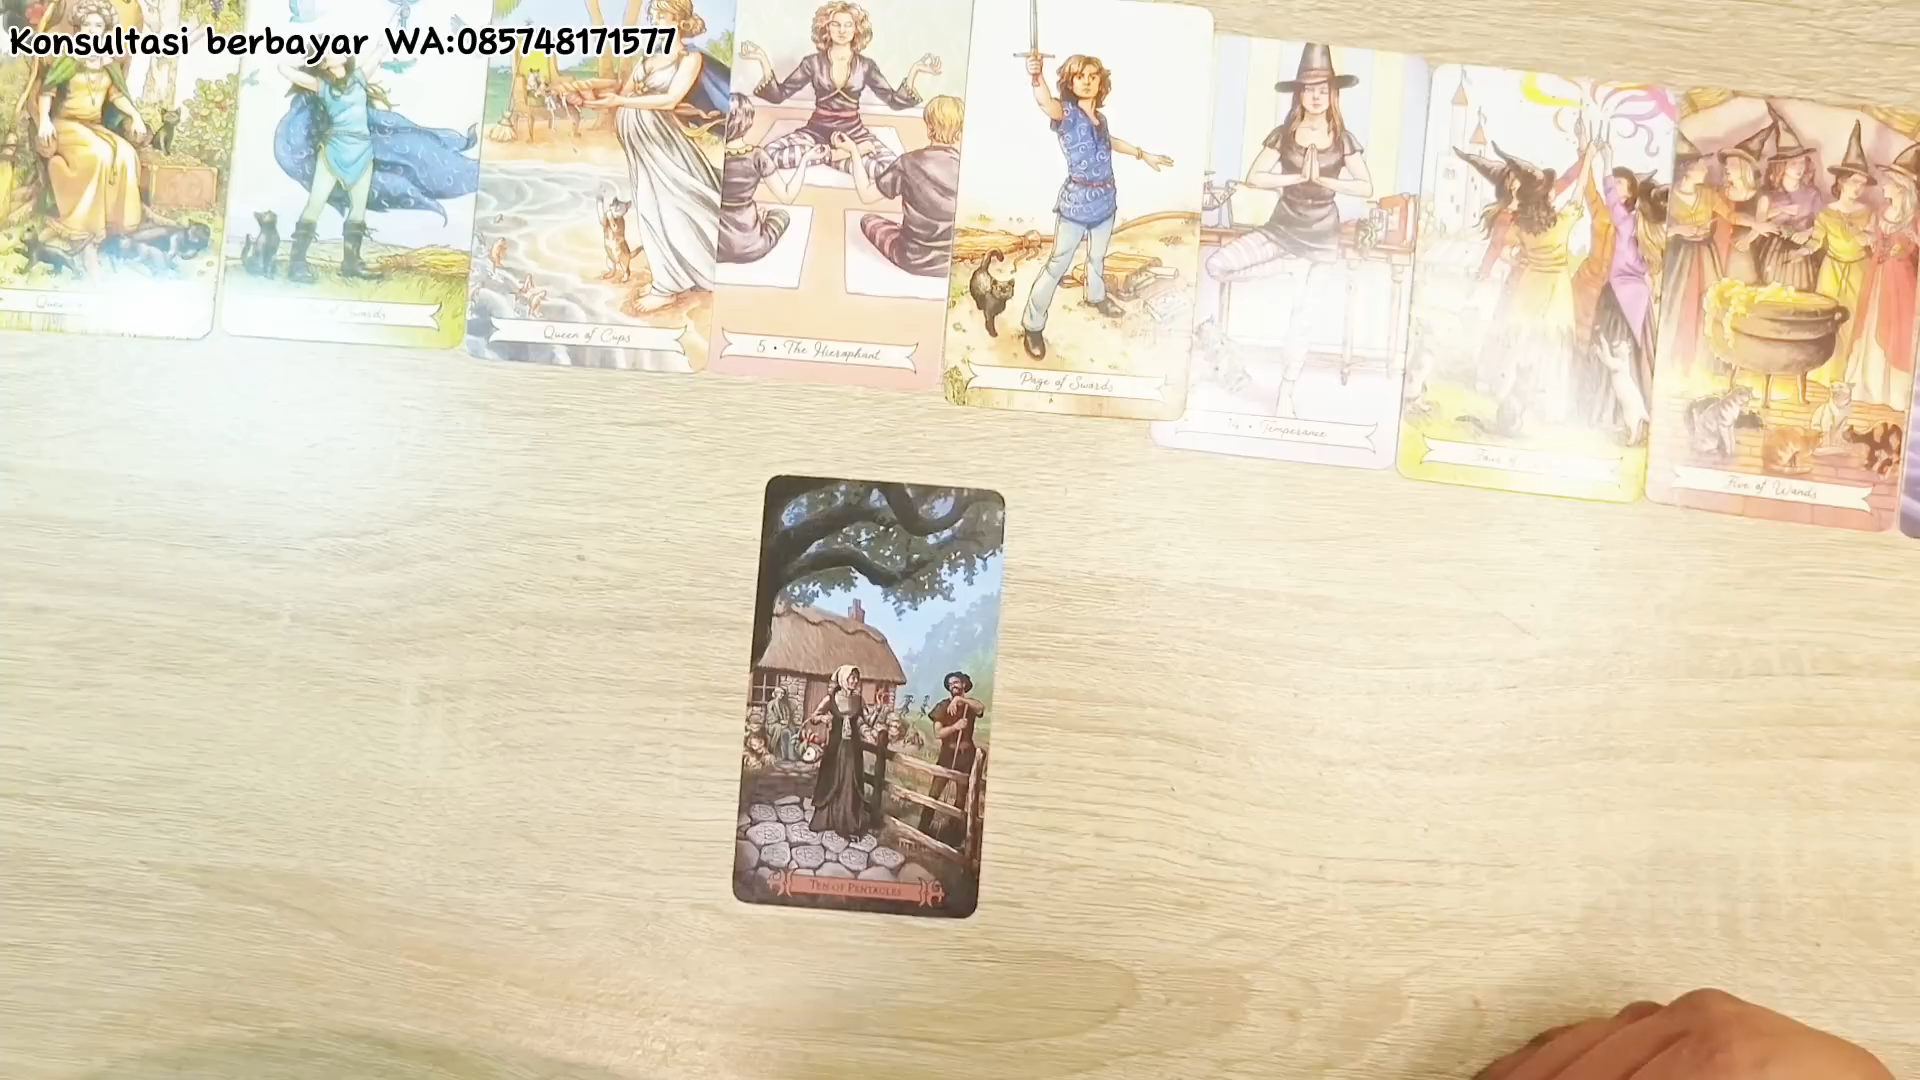 Konsultasi berbayar WA:085748171577
Queen of Cups
5 • The Hierophant
Page of Swords
Temperance
Five of Wands
TEN OF PENTACLES